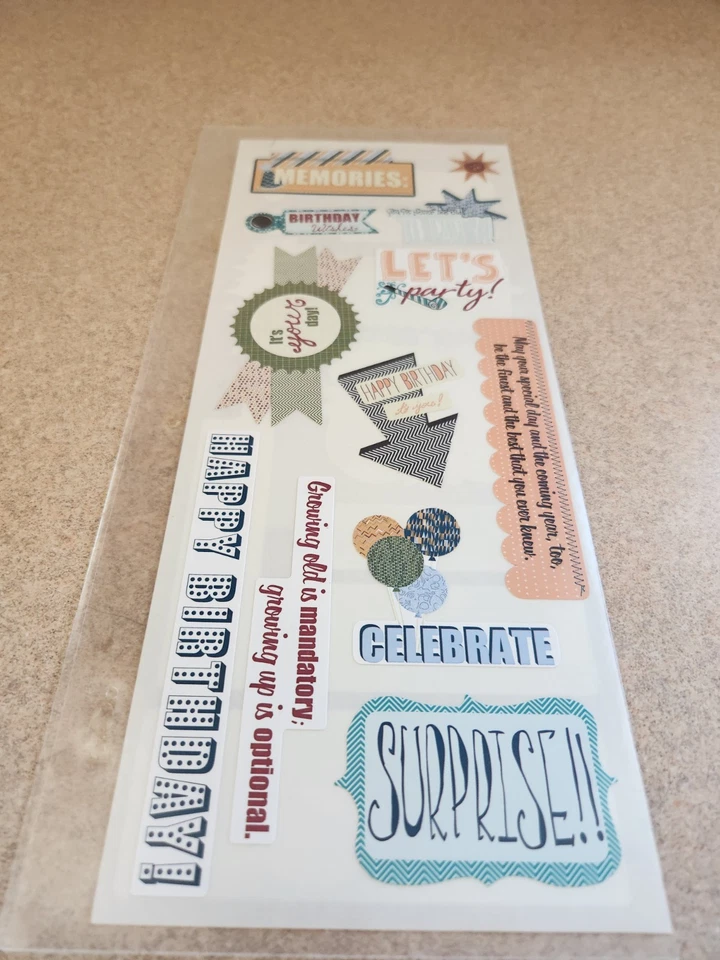 MEMORIES:
BIRTHDAY
Wishes
LET'S
party!
It's
your
day!
HAPPY BIRTHDAY
to you!
May your special day and the coming year, too,
be the finest and the best that you ever knew.
HAPPY BIRTHDAY!
Growing old is mandatory;
growing up is optional.
CELEBRATE
SURPRISE!!